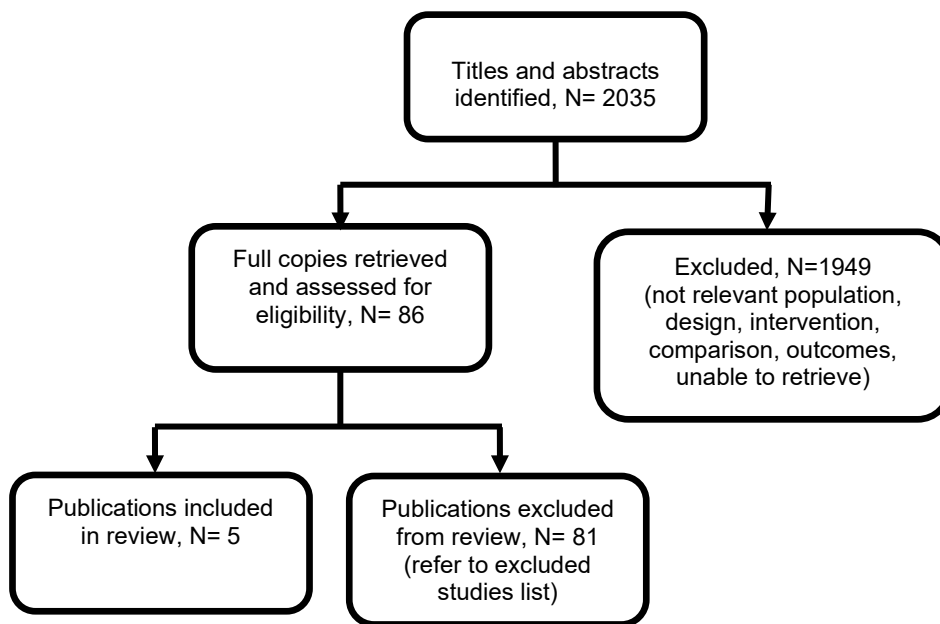 Titles and abstracts
identified, N= 2035
Full copies retrieved
and assessed for
eligibility, N= 86
Excluded, N=1949
(not relevant population,
design, intervention,
comparison, outcomes,
unable to retrieve)
Publications included
in review, N= 5
Publications excluded
from review, N= 81
(refer to excluded
studies list)